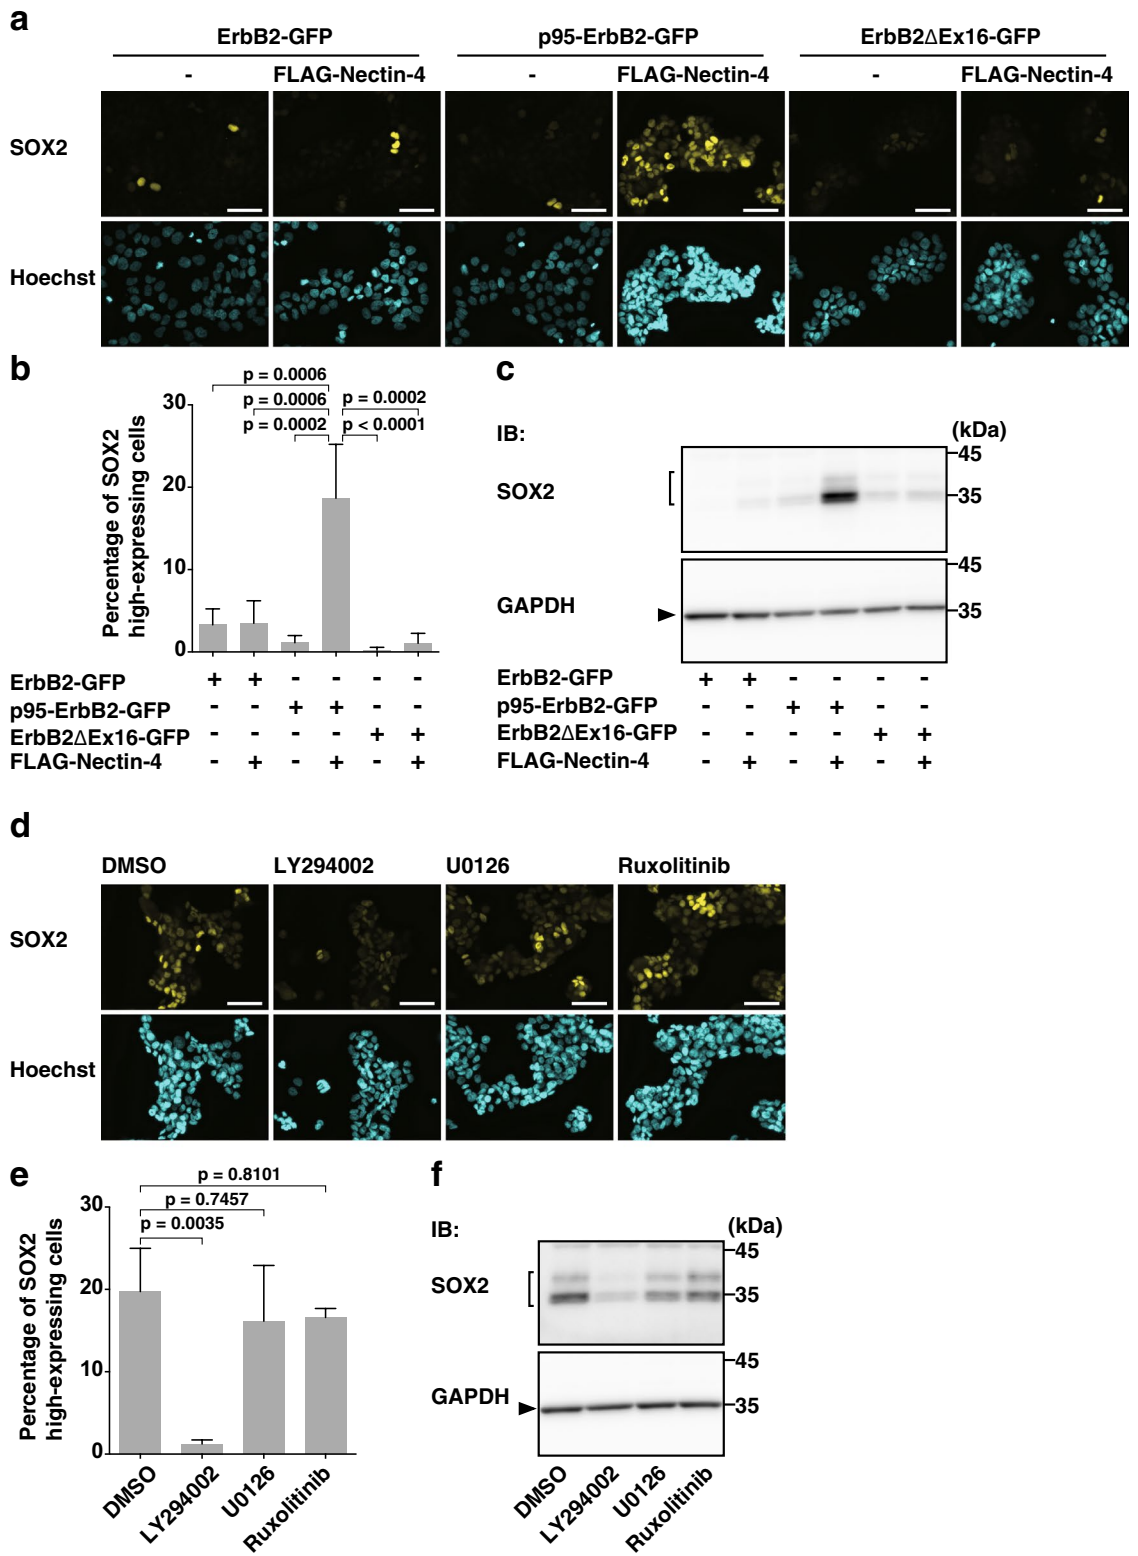 a
ErbB2-GFP p95-ErbB2-GFP ErbB2ΔEx16-GFP
- FLAG-Nectin-4 - FLAG-Nectin-4 - FLAG-Nectin-4
SOX2
Hoechst
b
p = 0.0006
p = 0.0006 p = 0.0002
p = 0.0002 p < 0.0001
Percentage of SOX2
high-expressing cells
30
20
10
0
ErbB2-GFP + + - - - -
p95-ErbB2-GFP - - + + - -
ErbB2ΔEx16-GFP - - - - + +
FLAG-Nectin-4 - + - + - +
c
IB: (kDa)
45
SOX2 35
45
GAPDH 35
ErbB2-GFP + + - - - -
p95-ErbB2-GFP - - + + - -
ErbB2ΔEx16-GFP - - - - + +
FLAG-Nectin-4 - + - + - +
d
DMSO LY294002 U0126 Ruxolitinib
SOX2
Hoechst
e
p = 0.8101
p = 0.7457
p = 0.0035
Percentage of SOX2
high-expressing cells
30
20
10
0
DMSO LY294002 U0126 Ruxolitinib
f
IB: (kDa)
45
SOX2 35
45
GAPDH 35
DMSO LY294002 U0126 Ruxolitinib